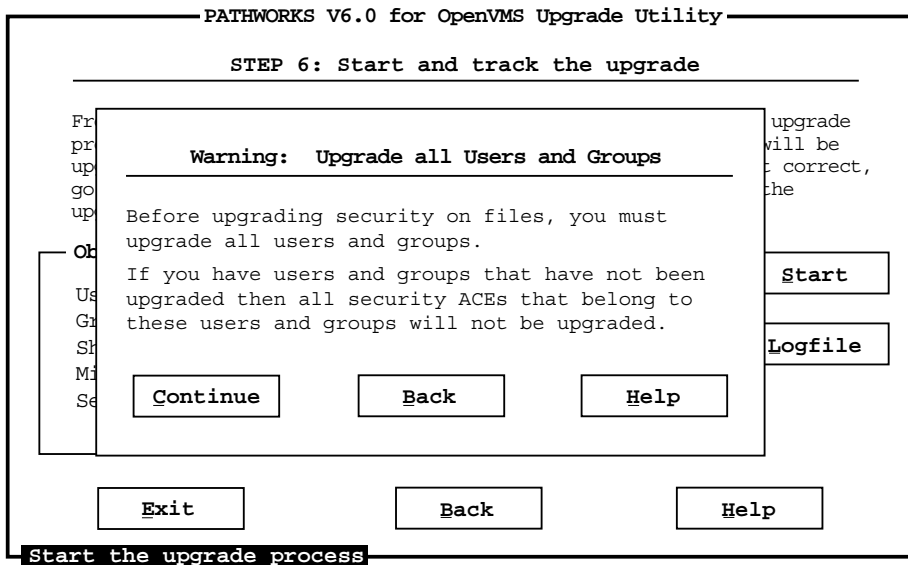 PATHWORKS V6.0 for OpenVMS Upgrade Utility
STEP 6: Start and track the upgrade
upgrade
will be
correct,
the
Warning: Upgrade all Users and Groups
Before upgrading security on files, you must
upgrade all users and groups.
If you have users and groups that have not been
upgraded then all security ACEs that belong to
these users and groups will not be upgraded.
Continue Back Help
Start
Logfile
Exit Back Help
Start the upgrade process